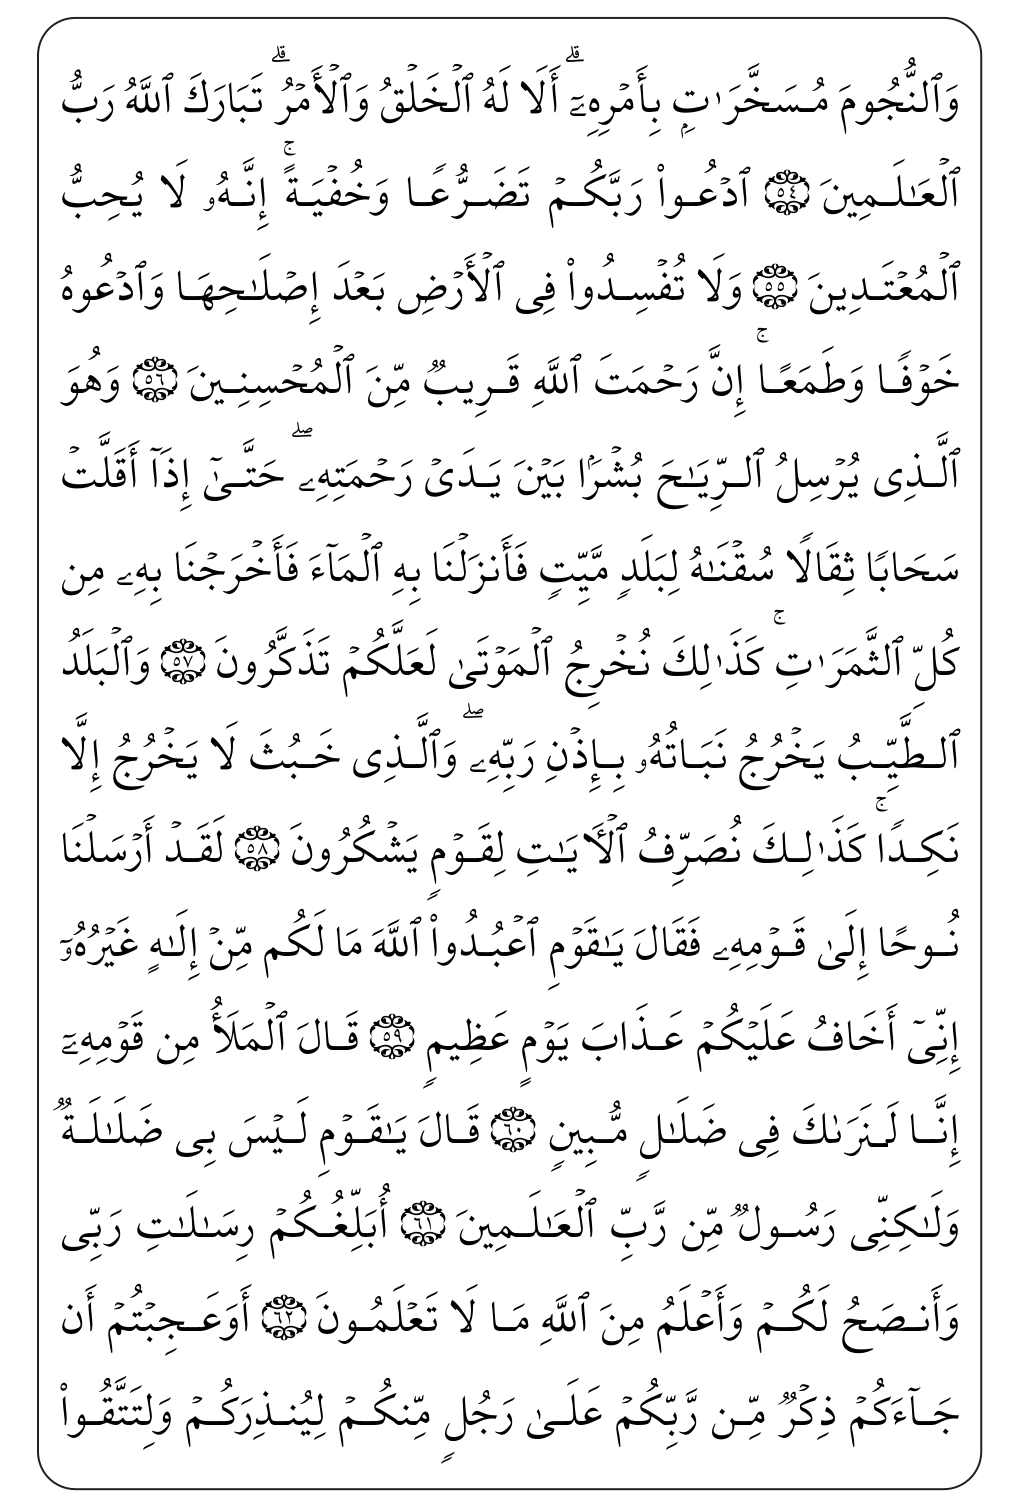 وَٱلنُّجُومَ مُسَخَّرَٰتِۭ بِأَمۡرِهِۦٓۗ أَلَا لَهُ ٱلۡخَلۡقُ وَٱلۡأَمۡرُۗ تَبَارَكَ ٱللَّهُ رَبُّ
ٱلۡعَٰلَمِينَ ٥٤ ٱدۡعُواْ رَبَّكُمۡ تَضَرُّعٗا وَخُفۡيَةًۚ إِنَّهُۥ لَا يُحِبُّ
ٱلۡمُعۡتَدِينَ ٥٥ وَلَا تُفۡسِدُواْ فِي ٱلۡأَرۡضِ بَعۡدَ إِصۡلَٰحِهَا وَٱدۡعُوهُ
خَوۡفٗا وَطَمَعًاۚ إِنَّ رَحۡمَتَ ٱللَّهِ قَرِيبٞ مِّنَ ٱلۡمُحۡسِنِينَ ٥٦ وَهُوَ
ٱلَّذِي يُرۡسِلُ ٱلرِّيَٰحَ بُشۡرَۢا بَيۡنَ يَدَيۡ رَحۡمَتِهِۦۖ حَتَّىٰٓ إِذَآ أَقَلَّتۡ
سَحَابٗا ثِقَالٗا سُقۡنَٰهُ لِبَلَدٖ مَّيِّتٖ فَأَنزَلۡنَا بِهِ ٱلۡمَآءَ فَأَخۡرَجۡنَا بِهِۦ مِن
كُلِّ ٱلثَّمَرَٰتِۚ كَذَٰلِكَ نُخۡرِجُ ٱلۡمَوۡتَىٰ لَعَلَّكُمۡ تَذَكَّرُونَ ٥٧ وَٱلۡبَلَدُ
ٱلطَّيِّبُ يَخۡرُجُ نَبَاتُهُۥ بِإِذۡنِ رَبِّهِۦۖ وَٱلَّذِي خَبُثَ لَا يَخۡرُجُ إِلَّا
نَكِدٗاۚ كَذَٰلِكَ نُصَرِّفُ ٱلۡأٓيَٰتِ لِقَوۡمٖ يَشۡكُرُونَ ٥٨ لَقَدۡ أَرۡسَلۡنَا
نُوحًا إِلَىٰ قَوۡمِهِۦ فَقَالَ يَٰقَوۡمِ ٱعۡبُدُواْ ٱللَّهَ مَا لَكُم مِّنۡ إِلَٰهٍ غَيۡرُهُۥٓ
إِنِّيٓ أَخَافُ عَلَيۡكُمۡ عَذَابَ يَوۡمٍ عَظِيمٖ ٥٩ قَالَ ٱلۡمَلَأُ مِن قَوۡمِهِۦٓ
إِنَّا لَنَرَىٰكَ فِي ضَلَٰلٖ مُّبِينٖ ٦٠ قَالَ يَٰقَوۡمِ لَيۡسَ بِي ضَلَٰلَةٞ
وَلَٰكِنِّي رَسُولٞ مِّن رَّبِّ ٱلۡعَٰلَمِينَ ٦١ أُبَلِّغُكُمۡ رِسَٰلَٰتِ رَبِّي
وَأَنصَحُ لَكُمۡ وَأَعۡلَمُ مِنَ ٱللَّهِ مَا لَا تَعۡلَمُونَ ٦٢ أَوَعَجِبۡتُمۡ أَن
جَآءَكُمۡ ذِكۡرٞ مِّن رَّبِّكُمۡ عَلَىٰ رَجُلٖ مِّنكُمۡ لِيُنذِرَكُمۡ وَلِتَتَّقُواْ